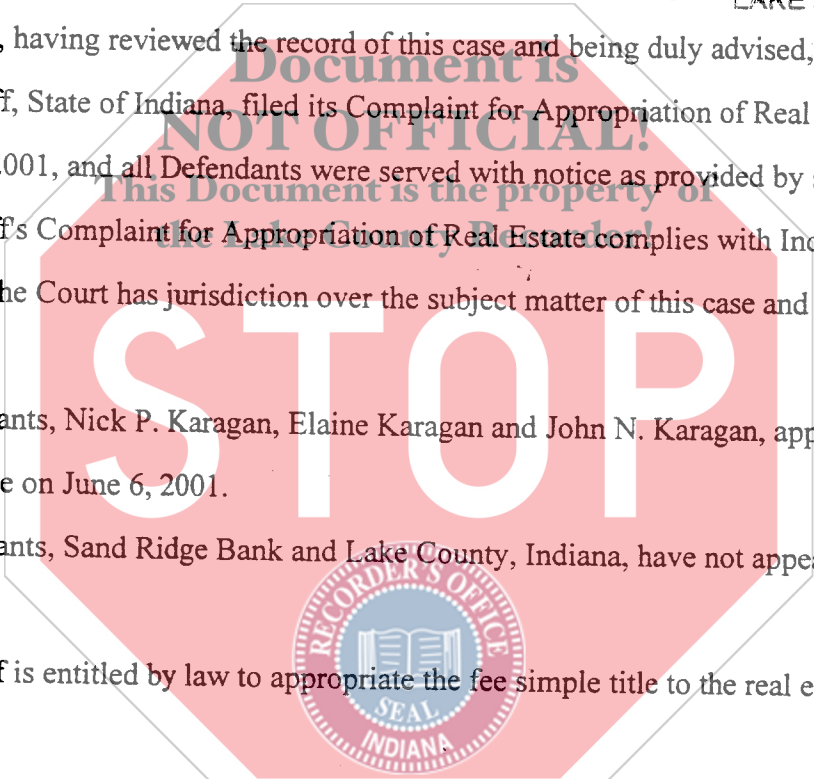 LAKE
, having reviewed the record of this case and being duly advised,
Document is
f, State of Indiana, filed its Complaint for Appropriation of Real
NOT OFFICIAL!
001, and all Defendants were served with notice as provided by
This Document is the property of
f's Complaint for Appropriation of Real Estate complies with Ind
the Lake County Recorder!
he Court has jurisdiction over the subject matter of this case and
STOP
ants, Nick P. Karagan, Elaine Karagan and John N. Karagan, app
e on June 6, 2001.
ants, Sand Ridge Bank and Lake County, Indiana, have not appea
RECORDER'S OFFICE
f is entitled by law to appropriate the fee simple title to the real e
SEAL
INDIANA